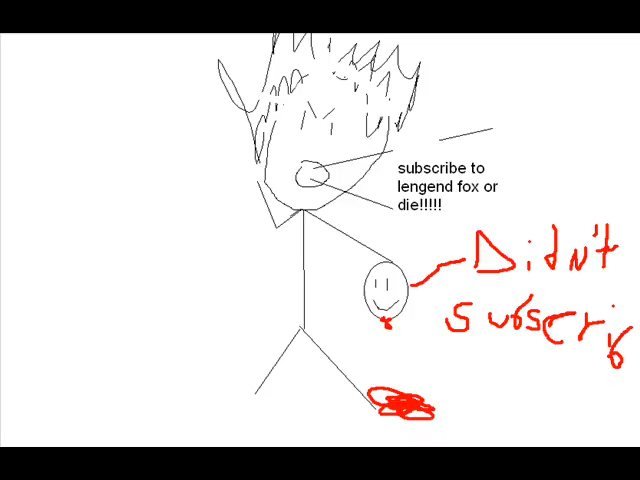 subscribe to
lengend fox or
die!!!!!
Didn't
subscrib